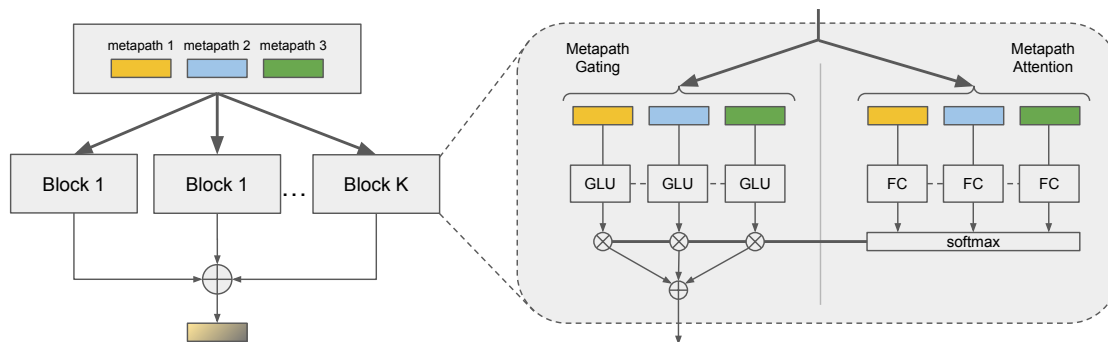 metapath 1 metapath 2 metapath 3
Block 1 Block 1 ... Block K
Metapath
Gating
Metapath
Attention
GLU GLU GLU
FC FC FC
softmax